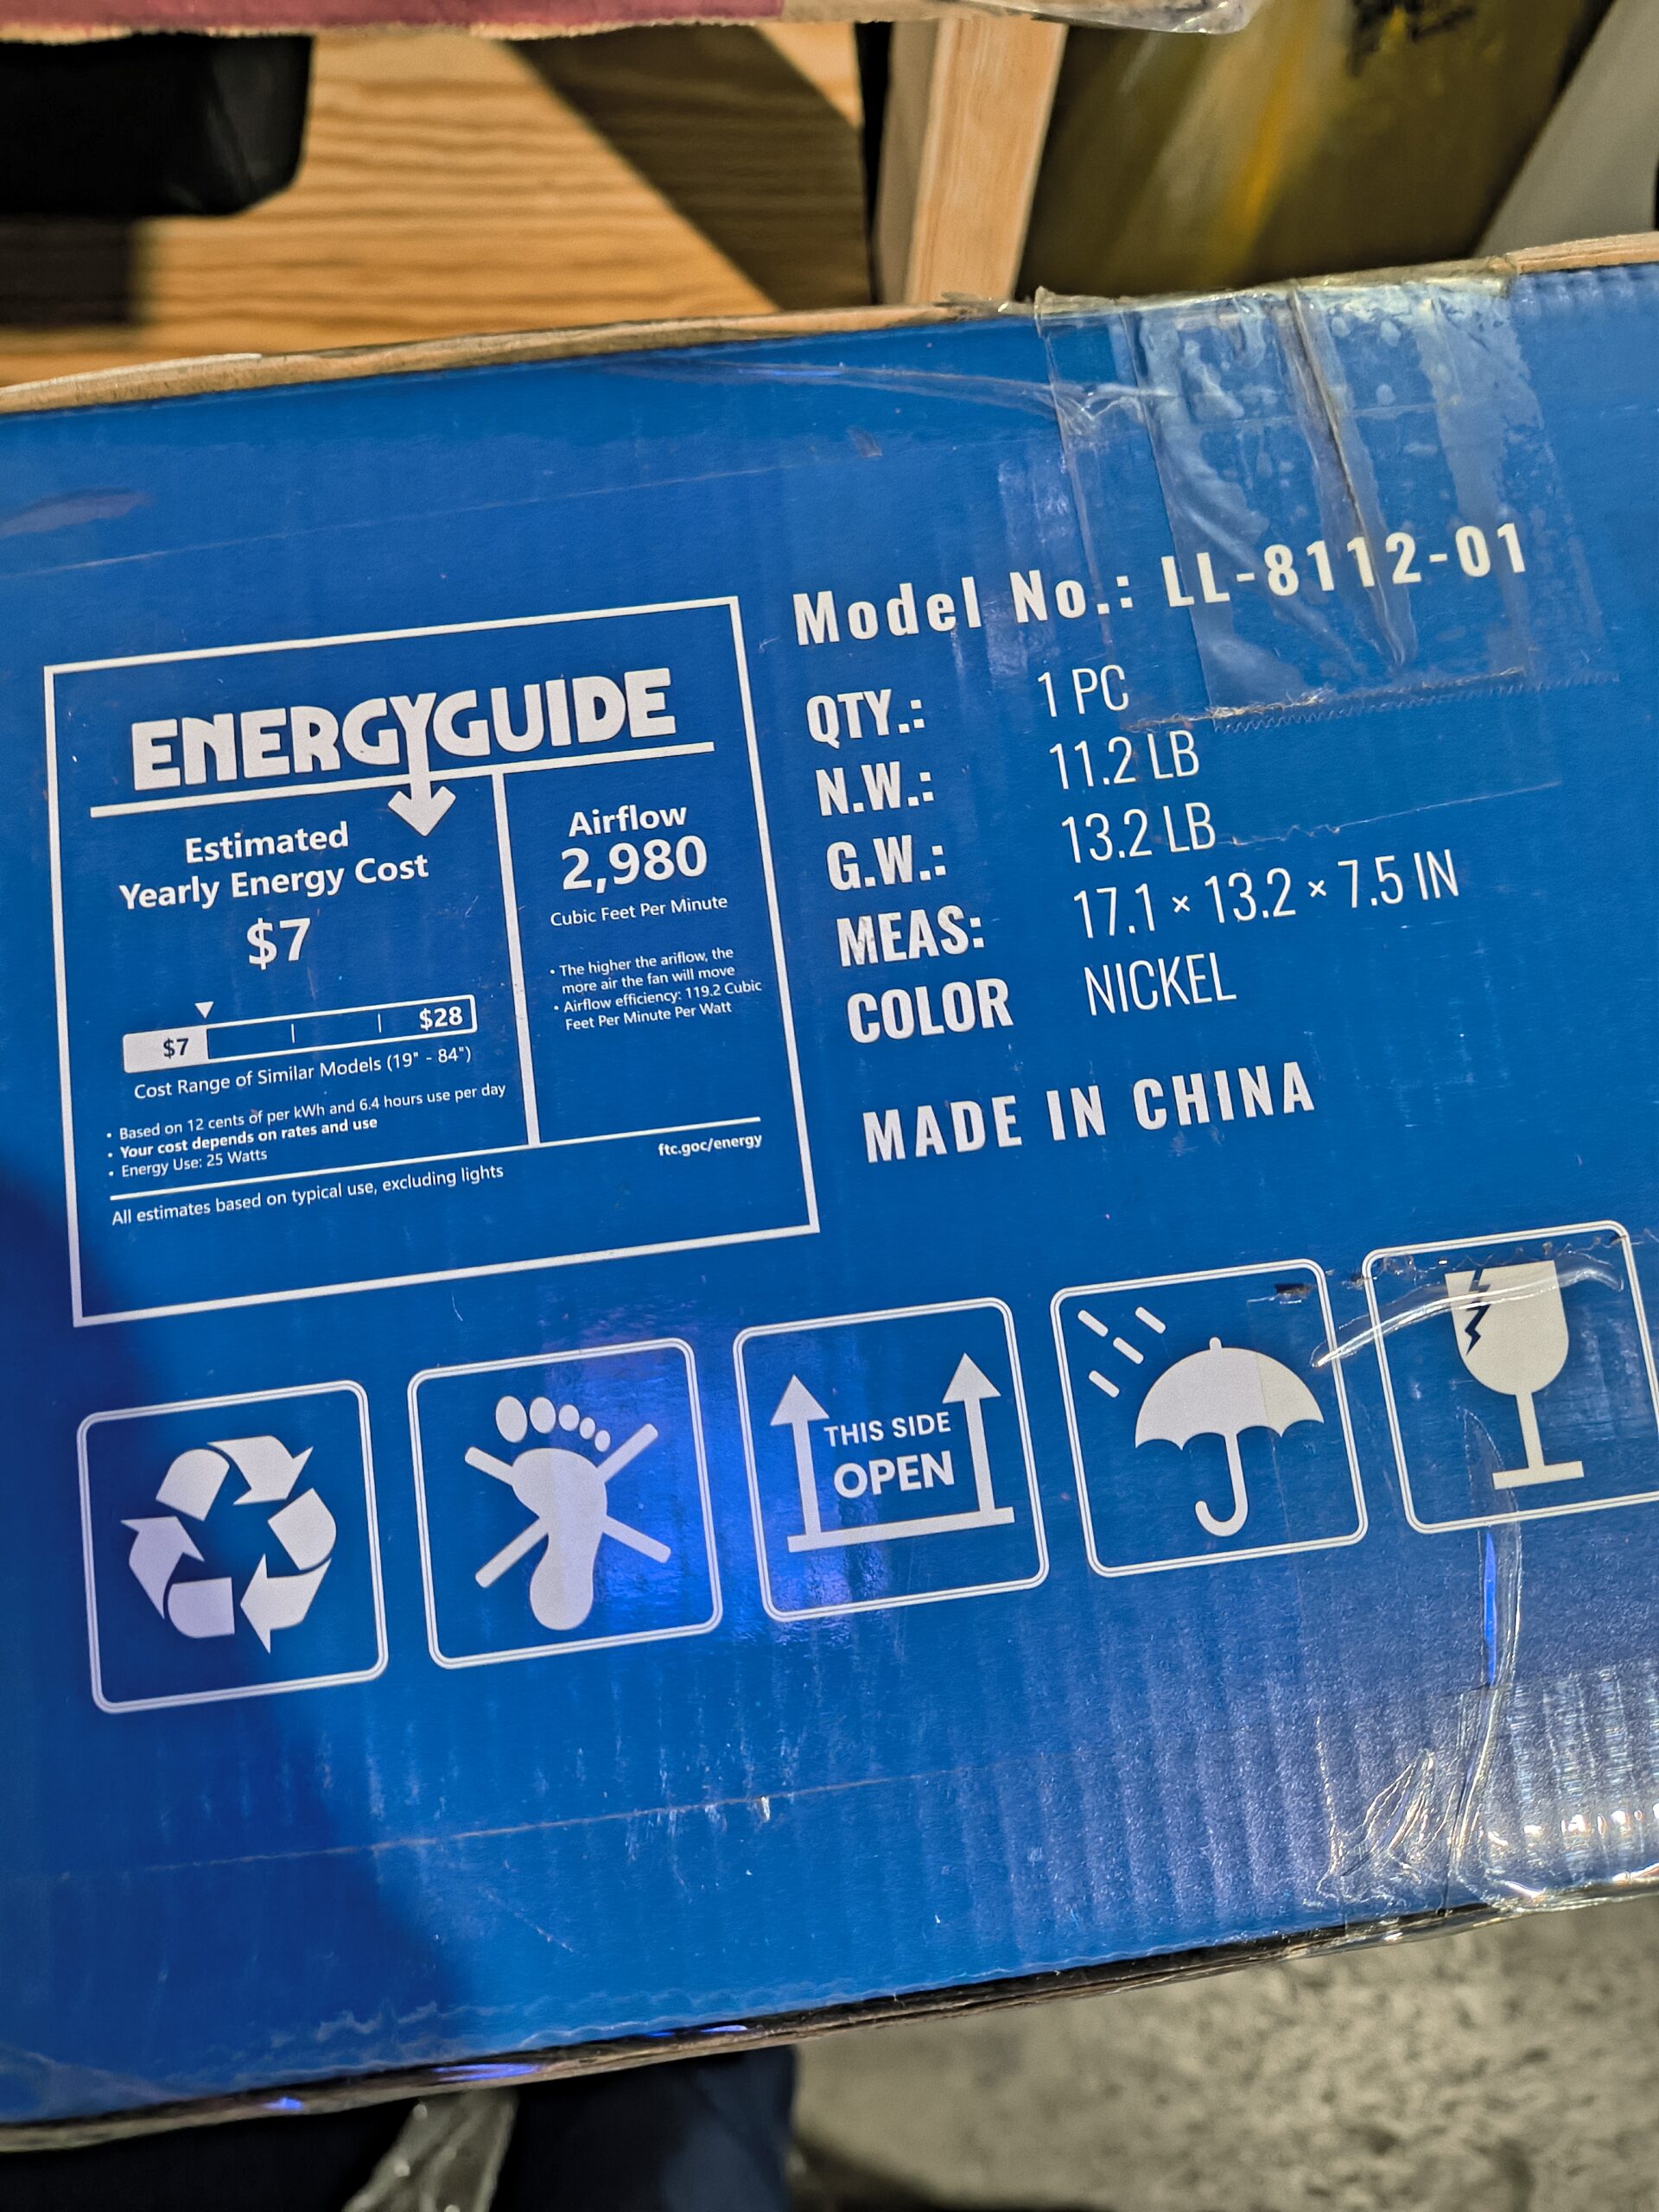 ENERGYGUIDE
Estimated
Yearly Energy Cost
$7
$7 $28
Cost Range of Similar Models (19" - 84")
• Based on 12 cents of per kWh and 6.4 hours use per day
• Your cost depends on rates and use
• Energy Use: 25 Watts
Airflow
2,980
Cubic Feet Per Minute
• The higher the ariflow, the
more air the fan will move
• Airflow efficiency: 119.2 Cubic
Feet Per Minute Per Watt
ftc.goc/energy
All estimates based on typical use, excluding lights
Model No.: LL-8112-01
QTY.: 1 PC
N.W.: 11.2 LB
G.W.: 13.2 LB
MEAS: 17.1 × 13.2 × 7.5 IN
COLOR NICKEL
MADE IN CHINA
THIS SIDE
OPEN